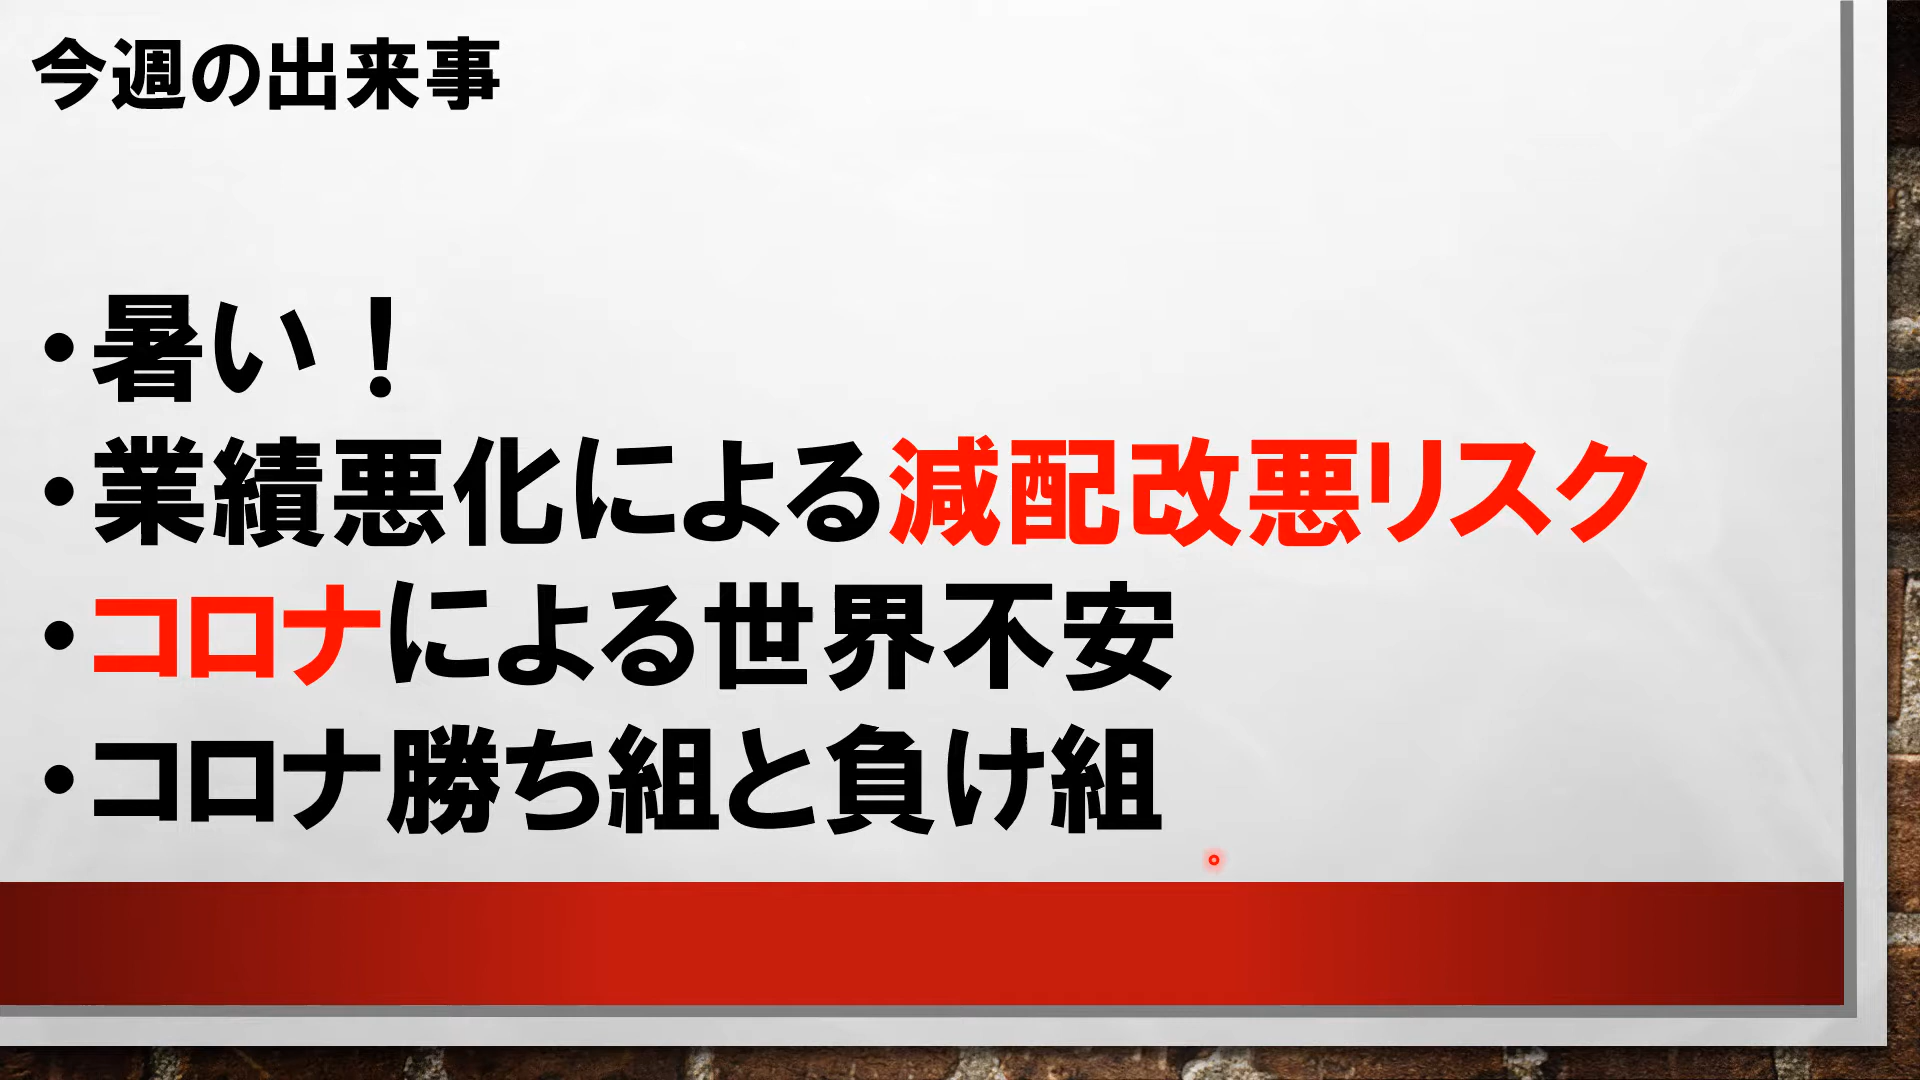 今週の出来事
・暑い！
・業績悪化による減配改悪リスク
・コロナによる世界不安
・コロナ勝ち組と負け組